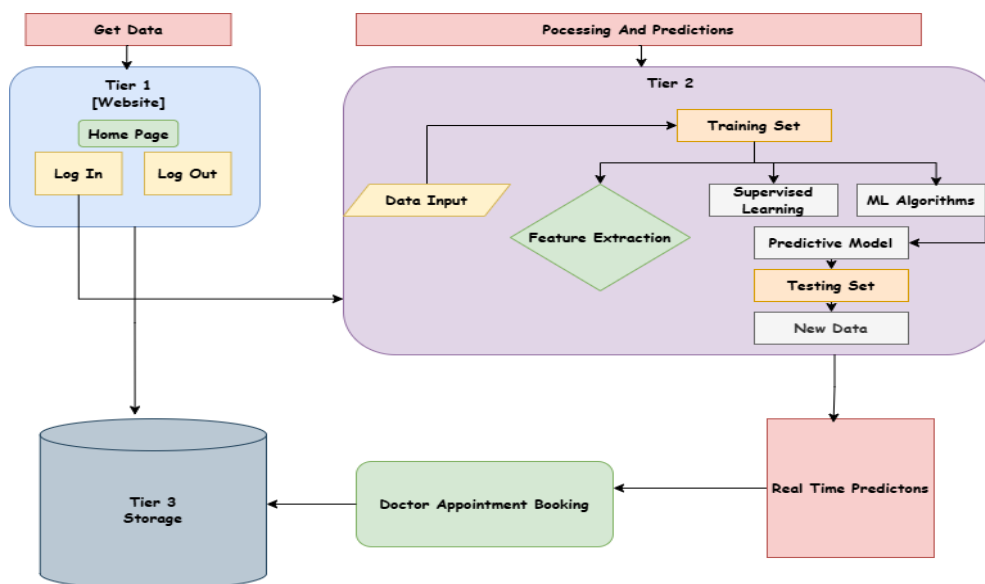 Get Data
Pocessing And Predictions
Tier 1
[Website]
Home Page
Log In
Log Out
Tier 2
Training Set
Data Input
Feature Extraction
Supervised
Learning
ML Algorithms
Predictive Model
Testing Set
New Data
Tier 3
Storage
Doctor Appointment Booking
Real Time Predictons